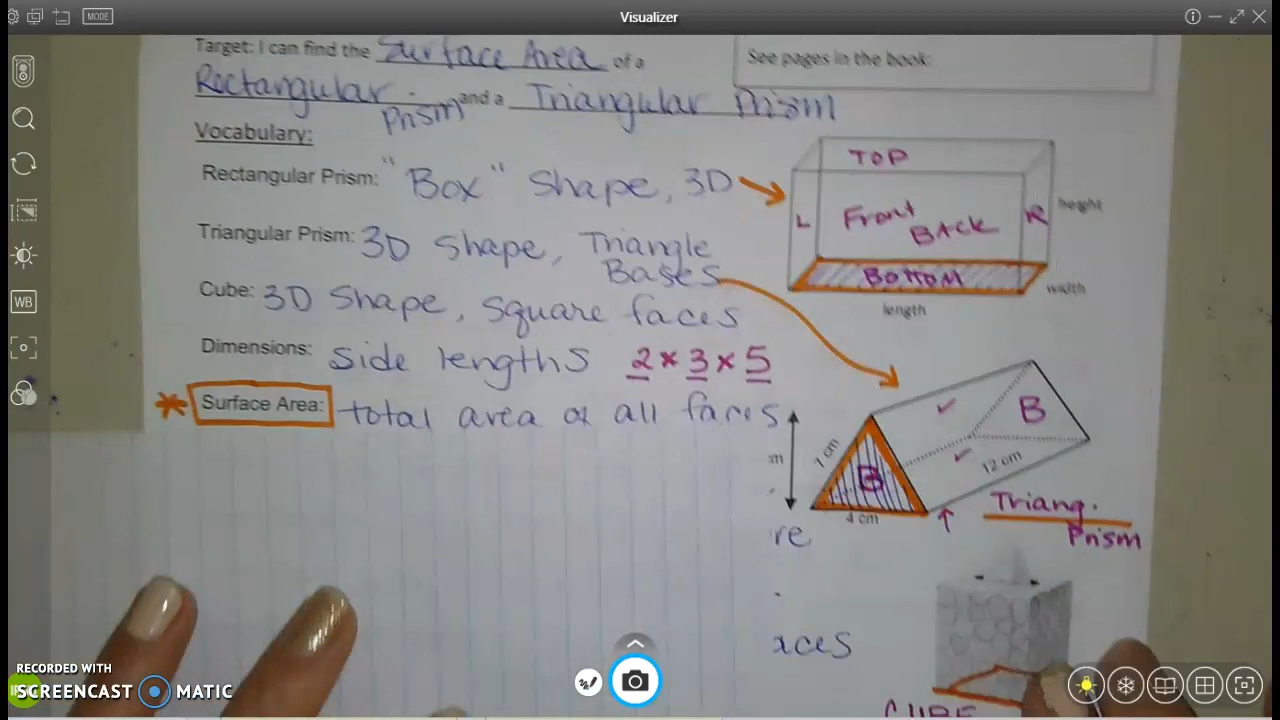 MODE
Visualizer
Target: I can find the Surface Area of a
Rectangular Prism and a Triangular Prism
See pages in the book:
Vocabulary:
Rectangular Prism: "Box" Shape, 3D
Triangular Prism: 3D Shape, Triangle
Bases
Cube: 3D Shape, square faces
Dimensions: Side lengths 2 × 3 × 5
* Surface Area: total area of all faces
TOP
L
Front
Back
R
height
Bottom
width
length
B
7 cm
m
B
12 cm
4 cm
Triang.
Prism
re
aces
CUBE
WB
RECORDED WITH
SCREENCAST MATIC